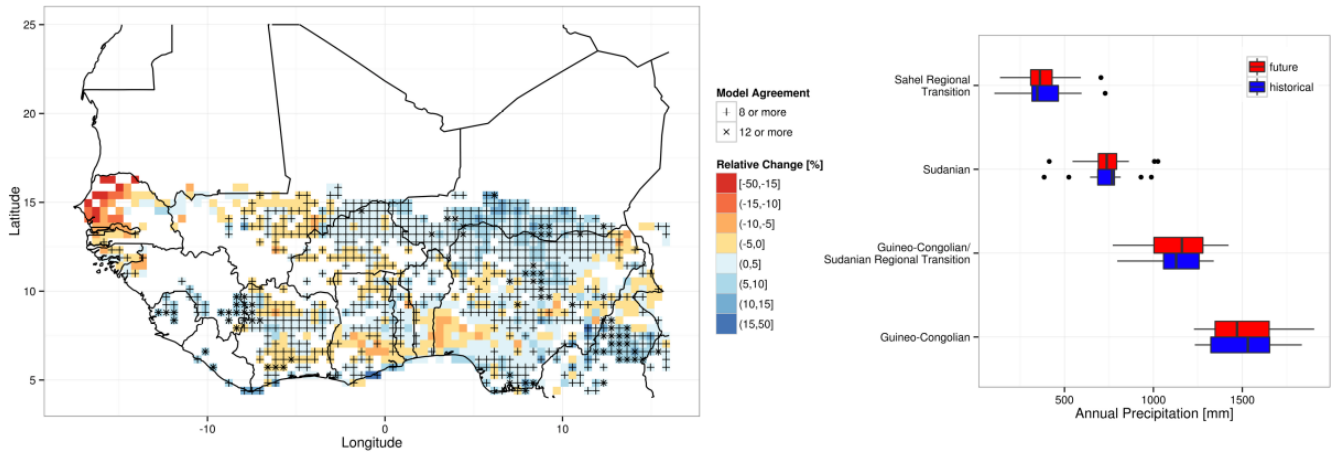 25
20
15
10
5
Latitude
-10
0
10
Longitude
Model Agreement
8 or more
12 or more
Relative Change [%]
[-50,-15]
(-15,-10]
(-10,-5]
(-5,0]
(0,5]
(5,10]
(10,15]
(15,50]
Sahel Regional
Transition
Sudanian
Guineo-Congolian/
Sudanian Regional Transition
Guineo-Congolian
future
historical
500
1000
1500
Annual Precipitation [mm]